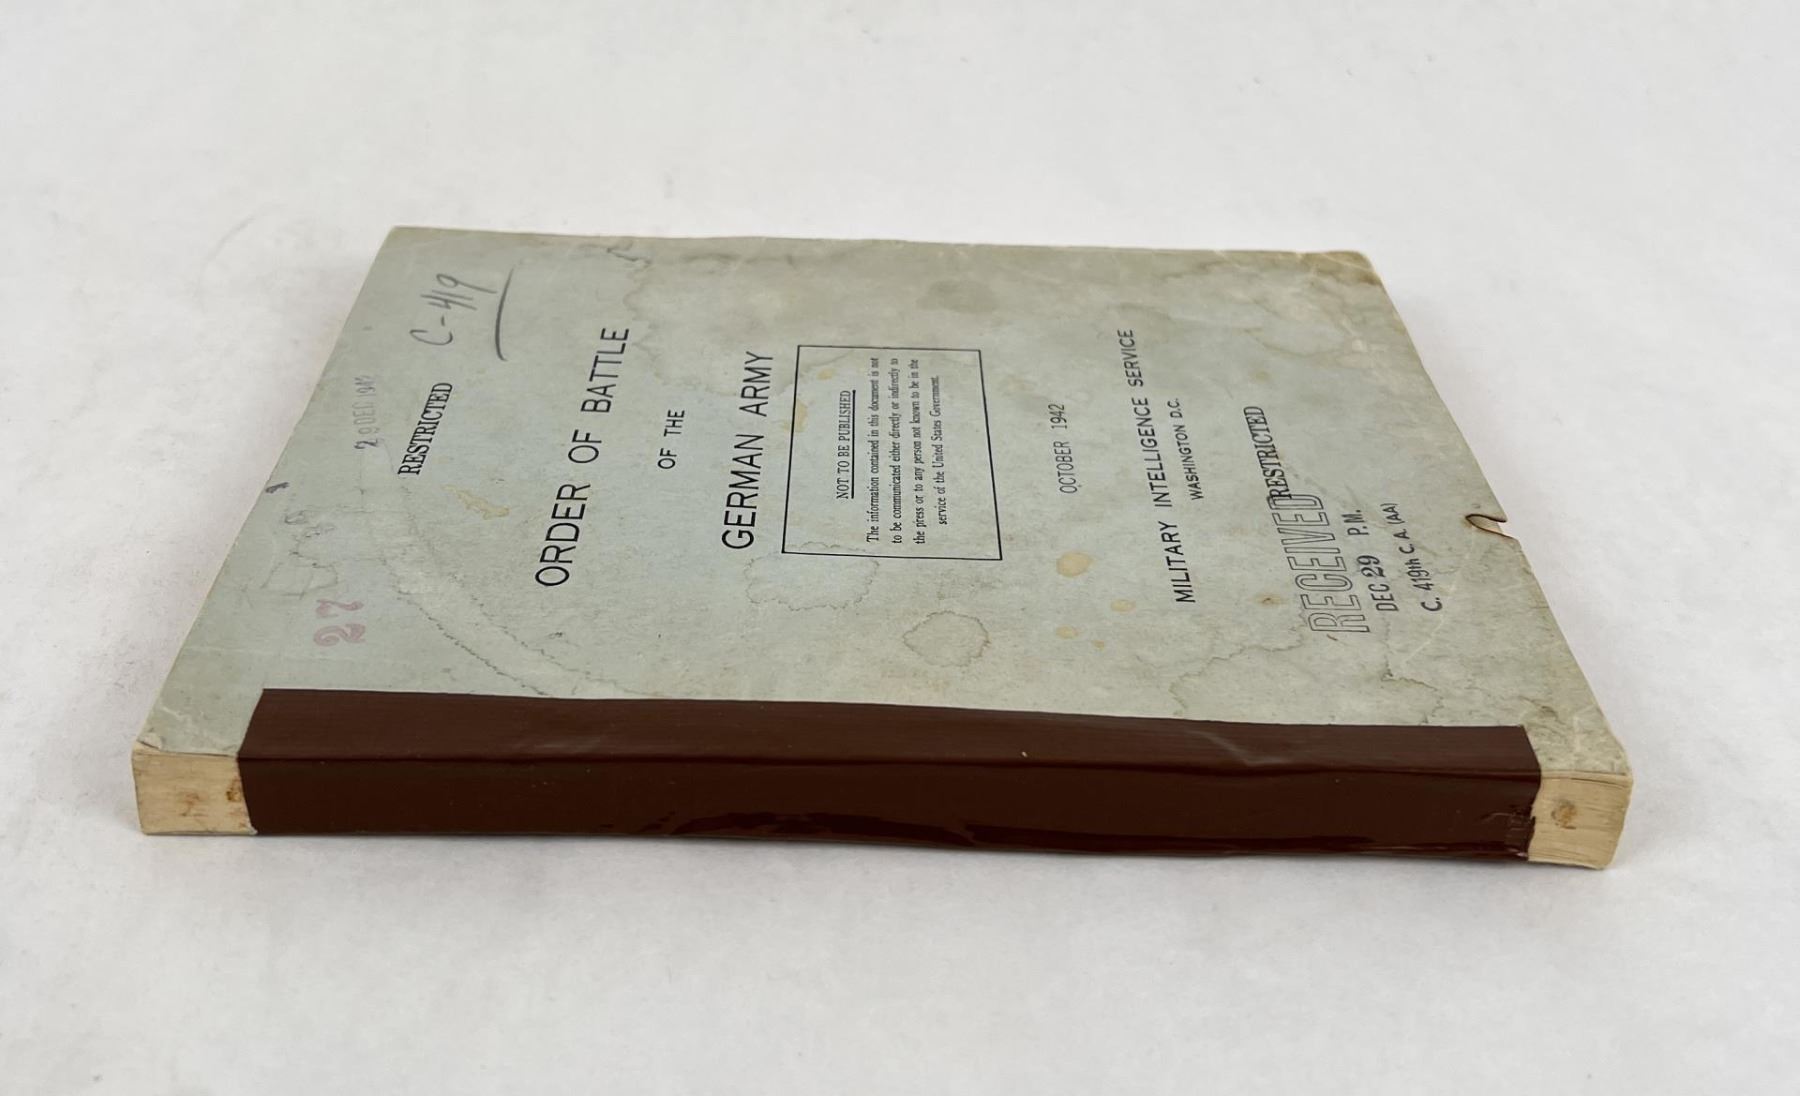 C-419
29 DEC 1942
RESTRICTED
27
ORDER OF BATTLE
OF THE
GERMAN ARMY
NOT TO BE PUBLISHED
The information contained in this document is not
to be communicated either directly or indirectly to
the press or to any person not known to be in the
service of the United States Government.
OCTOBER 1942
MILITARY INTELLIGENCE SERVICE
WASHINGTON D.C.
RESTRICTED
RECEIVED
DEC 29 P.M.
C. 419th C. A. (AA)